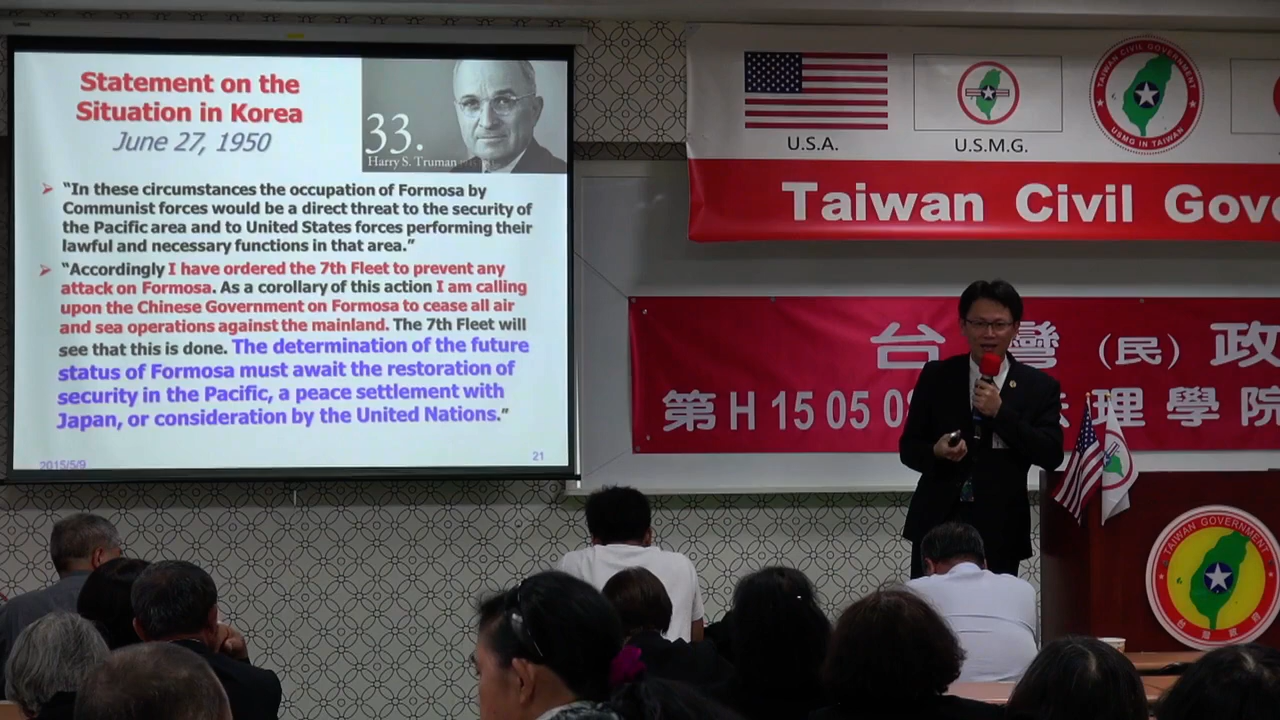 Statement on the
Situation in Korea
June 27, 1950
33.
Harry S. Truman
“In these circumstances the occupation of Formosa by
Communist forces would be a direct threat to the security of
the Pacific area and to United States forces performing their
lawful and necessary functions in that area.”
“Accordingly I have ordered the 7th Fleet to prevent any
attack on Formosa. As a corollary of this action I am calling
upon the Chinese Government on Formosa to cease all air
and sea operations against the mainland. The 7th Fleet will
see that this is done. The determination of the future
status of Formosa must await the restoration of
security in the Pacific, a peace settlement with
Japan, or consideration by the United Nations.”
2015/5/9
21
U.S.A.
U.S.M.G.
TAIWAN CIVIL GOVERNMENT
USMG IN TAIWAN
Taiwan Civil Gove
台灣(民)政
第H 15 05 0 法理學院
TAIWAN GOVERNMENT
台灣政府